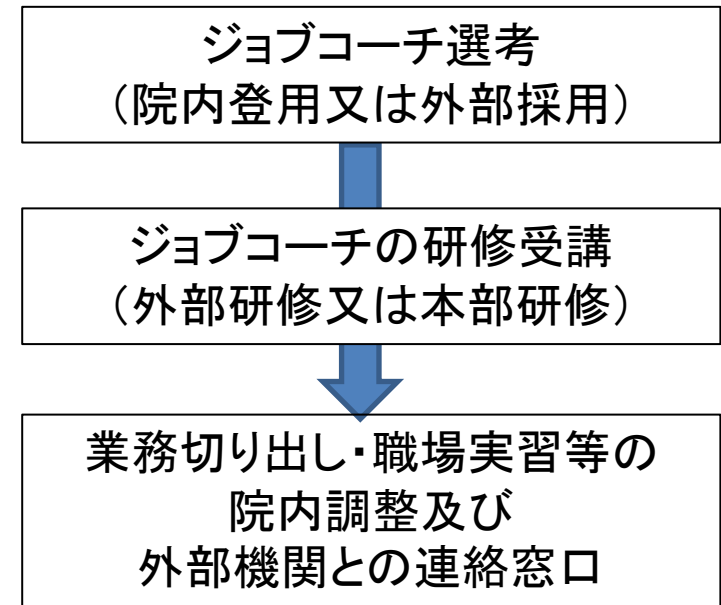 ジョブコーチ選考
（院内登用又は外部採用）
ジョブコーチの研修受講
（外部研修又は本部研修）
業務切り出し・職場実習等の
院内調整及び
外部機関との連絡窓口